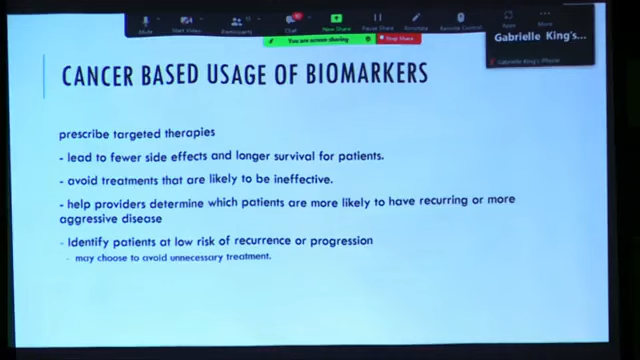 Mute
Start Video
Participants
Chat
New Share
Pause Share
Annotate
Remote Control
Apps
More
You are screen sharing
Stop Share
Gabrielle King's...
Gabrielle King's iPhone
CANCER BASED USAGE OF BIOMARKERS
prescribe targeted therapies
- lead to fewer side effects and longer survival for patients.
- avoid treatments that are likely to be ineffective.
- help providers determine which patients are more likely to have recurring or more
aggressive disease
- Identify patients at low risk of recurrence or progression
- may choose to avoid unnecessary treatment.